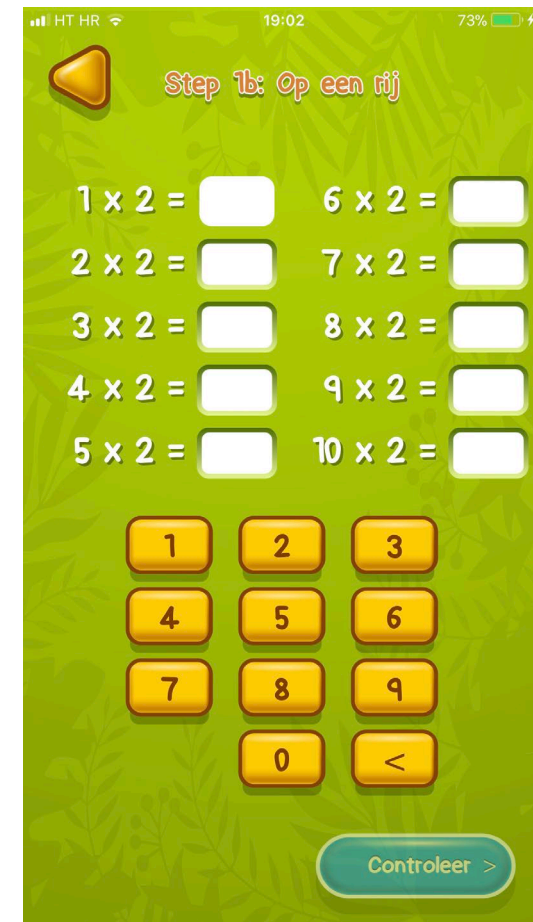 HT HR 19:02 73%
Step 1b: Op een rij
1 x 2 = 6 x 2 =
2 x 2 = 7 x 2 =
3 x 2 = 8 x 2 =
4 x 2 = 9 x 2 =
5 x 2 = 10 x 2 =
1 2 3
4 5 6
7 8 9
0 <
Controleer >